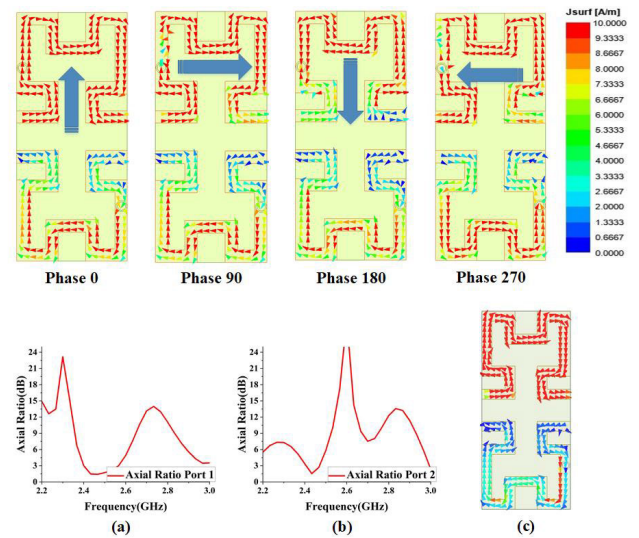 Jsurf [A/m]
10.0000
9.3333
8.6667
8.0000
7.3333
6.6667
6.0000
5.3333
4.6667
4.0000
3.3333
2.6667
2.0000
1.3333
0.6667
0.0000
Phase 0 Phase 90 Phase 180 Phase 270
Axial Ratio(dB)
24
21
18
15
12
9
6
3
0
2.2 2.4 2.6 2.8 3.0
Axial Ratio Port 1
Frequency(GHz)
(a)
Axial Ratio(dB)
24
21
18
15
12
9
6
3
0
2.2 2.4 2.6 2.8 3.0
Axial Ratio Port 2
Frequency(GHz)
(b)
(c)